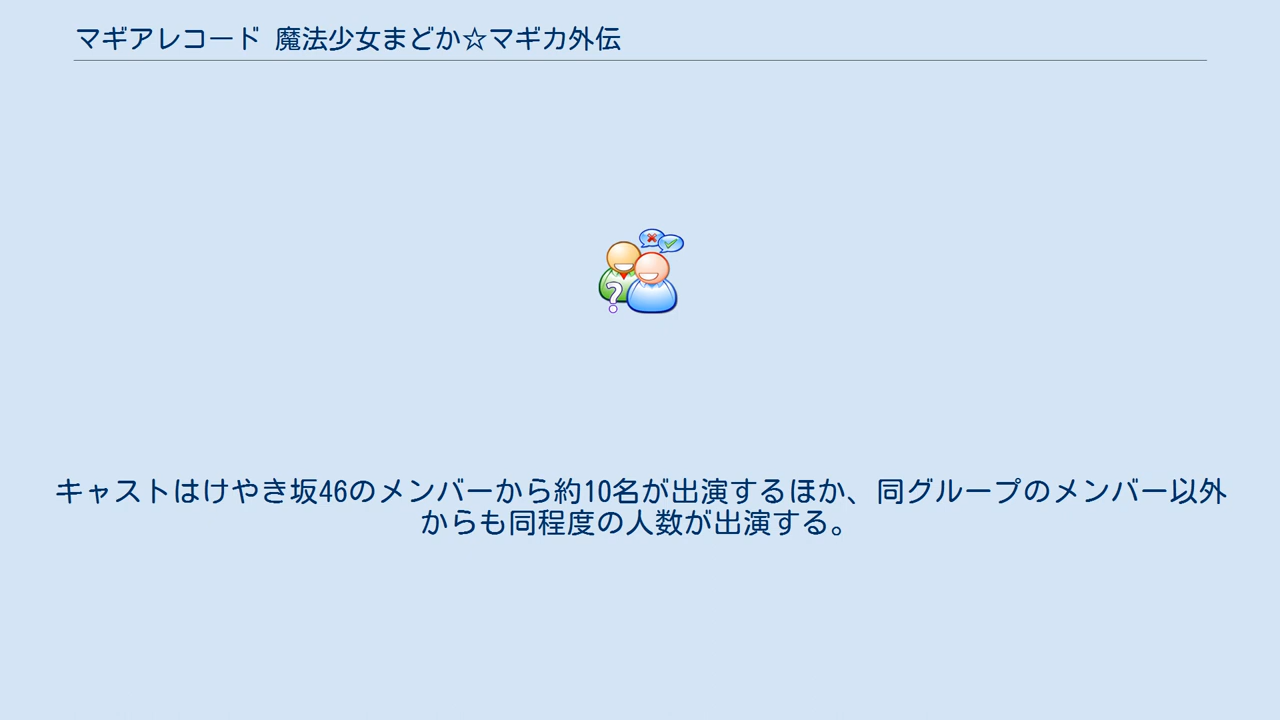 マギアレコード 魔法少女まどか☆マギカ外伝
キャストはけやき坂46のメンバーから約10名が出演するほか、同グループのメンバー以外
からも同程度の人数が出演する。